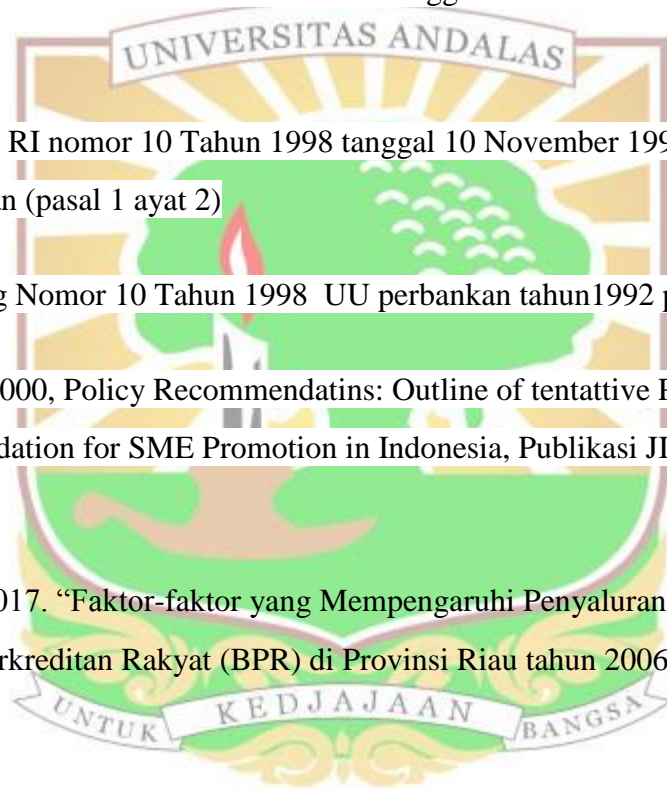 UNIVERSITAS ANDALAS
RI nomor 10 Tahun 1998 tanggal 10 November 199
n (pasal 1 ayat 2)
g Nomor 10 Tahun 1998 UU perbankan tahun1992 p
000, Policy Recommendatins: Outline of tentattive
dation for SME Promotion in Indonesia, Publikasi
017. “Faktor-faktor yang Mempengaruhi Penyaluran
rkreditan Rakyat (BPR) di Provinsi Riau tahun 2006
UNTUK KEDJAJAAN BANGSA